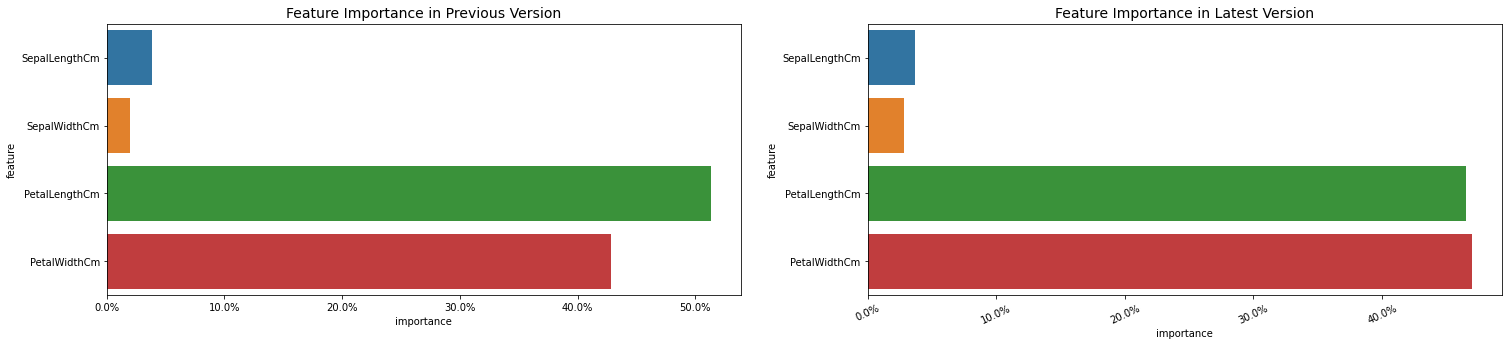 Feature Importance in Previous Version
feature
SepalLengthCm
SepalWidthCm
PetalLengthCm
PetalWidthCm
0.0% 10.0% 20.0% 30.0% 40.0% 50.0%
importance
Feature Importance in Latest Version
feature
SepalLengthCm
SepalWidthCm
PetalLengthCm
PetalWidthCm
0.0% 10.0% 20.0% 30.0% 40.0%
importance